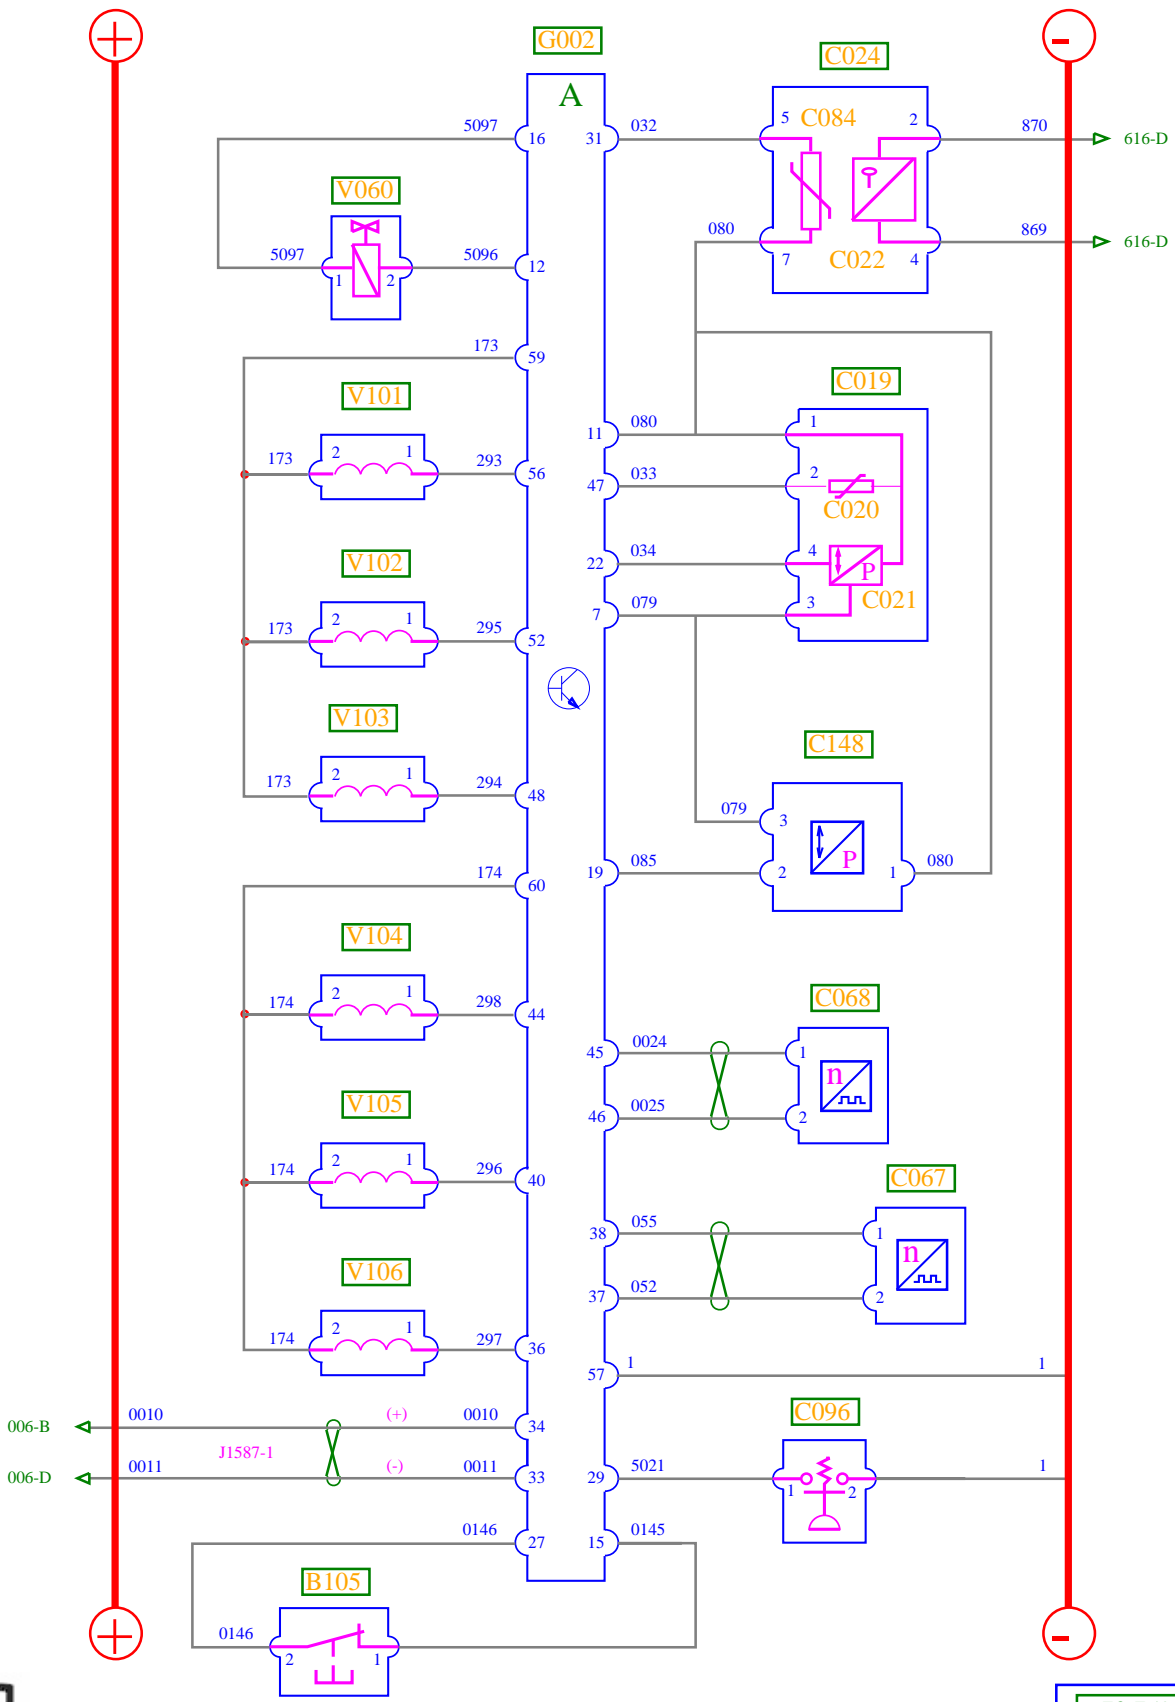 G002
C024
A
5097 16 31 032 5 C084 2 870 616-D
V060
080 7 C022 4 869 616-D
5097 1 2 5096 12
173 59
V101 C019
11 080 1
173 2 1 293 56 47 033 2
C020
V102 22 034 4 P
C021
173 2 1 295 52 7 079 3
V103 C148
173 2 1 294 48 079 3
P
174 60 19 085 2 1 080
V104
174 2 1 298 44 C068
45 0024 1
n
V105 46 0025 2
174 2 1 296 40 C067
38 055 1
n
V106 37 052 2
174 2 1 297 36
57 1 1
006-B 0010 (+) 0010 34 C096
J1587-1
006-D 0011 (-) 0011 33 29 5021 1 2 1
0146 27 15 0145
B105
0146 2 1